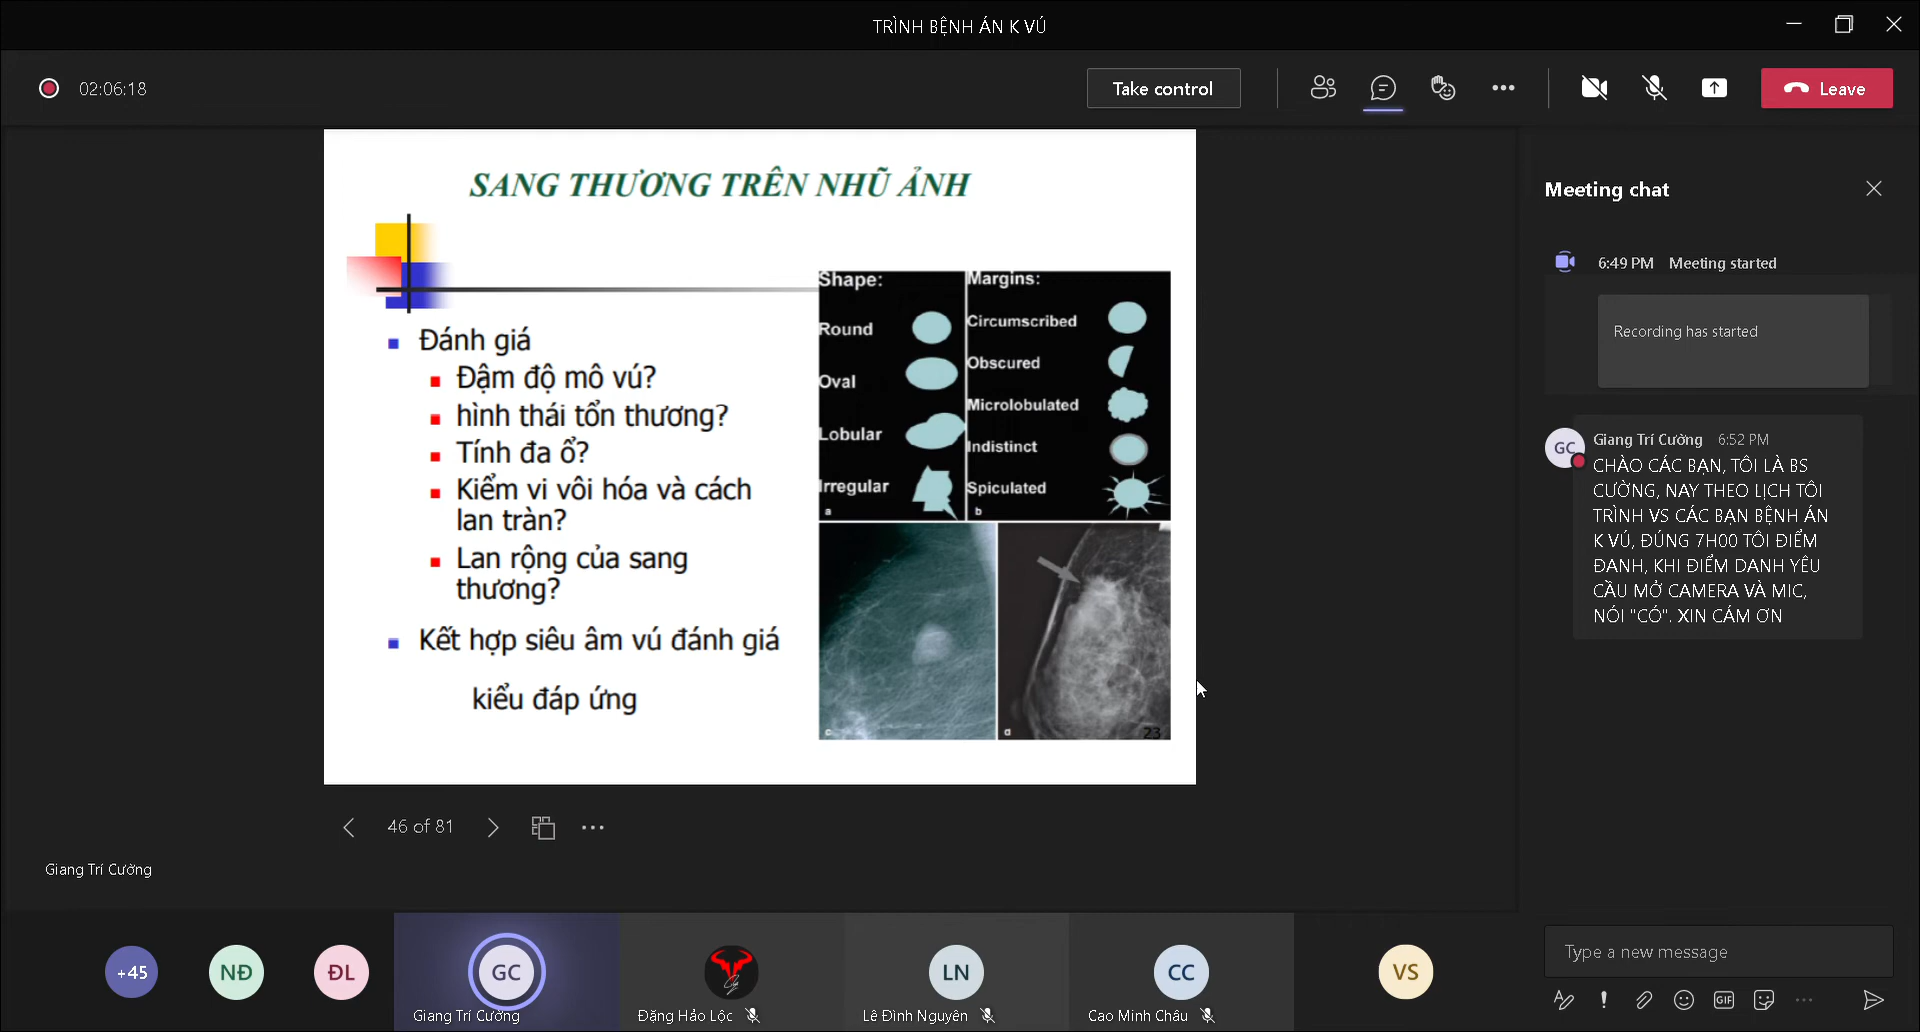 TRÌNH BỆNH ÁN K VÚ
02:06:18
Take control
Leave
SANG THƯƠNG TRÊN NHŨ ẢNH
Đánh giá
Đậm độ mô vú?
hình thái tổn thương?
Tính đa ổ?
Kiểm vi vôi hóa và cách
lan tràn?
Lan rộng của sang
thương?
Kết hợp siêu âm vú đánh giá
kiểu đáp ứng
Shape:
Round
Oval
Lobular
Irregular
a
Margins:
Circumscribed
Obscured
Microlobulated
Indistinct
Spiculated
b
c
d
23
46 of 81
Giang Trí Cường
Meeting chat
6:49 PM Meeting started
Recording has started
GC
Giang Trí Cường 6:52 PM
CHÀO CÁC BẠN, TÔI LÀ BS
CƯỜNG, NAY THEO LỊCH TÔI
TRÌNH VS CÁC BẠN BỆNH ÁN
K VÚ, ĐÚNG 7H00 TÔI ĐIỂM
DANH, KHI ĐIỂM DANH YÊU
CẦU MỞ CAMERA VÀ MIC,
NÓI "CÓ". XIN CÁM ƠN
+45
NĐ
ĐL
GC
Giang Trí Cường
Đặng Hảo Lộc
LN
Lê Đình Nguyên
CC
Cao Minh Châu
VS
Type a new message
GIF